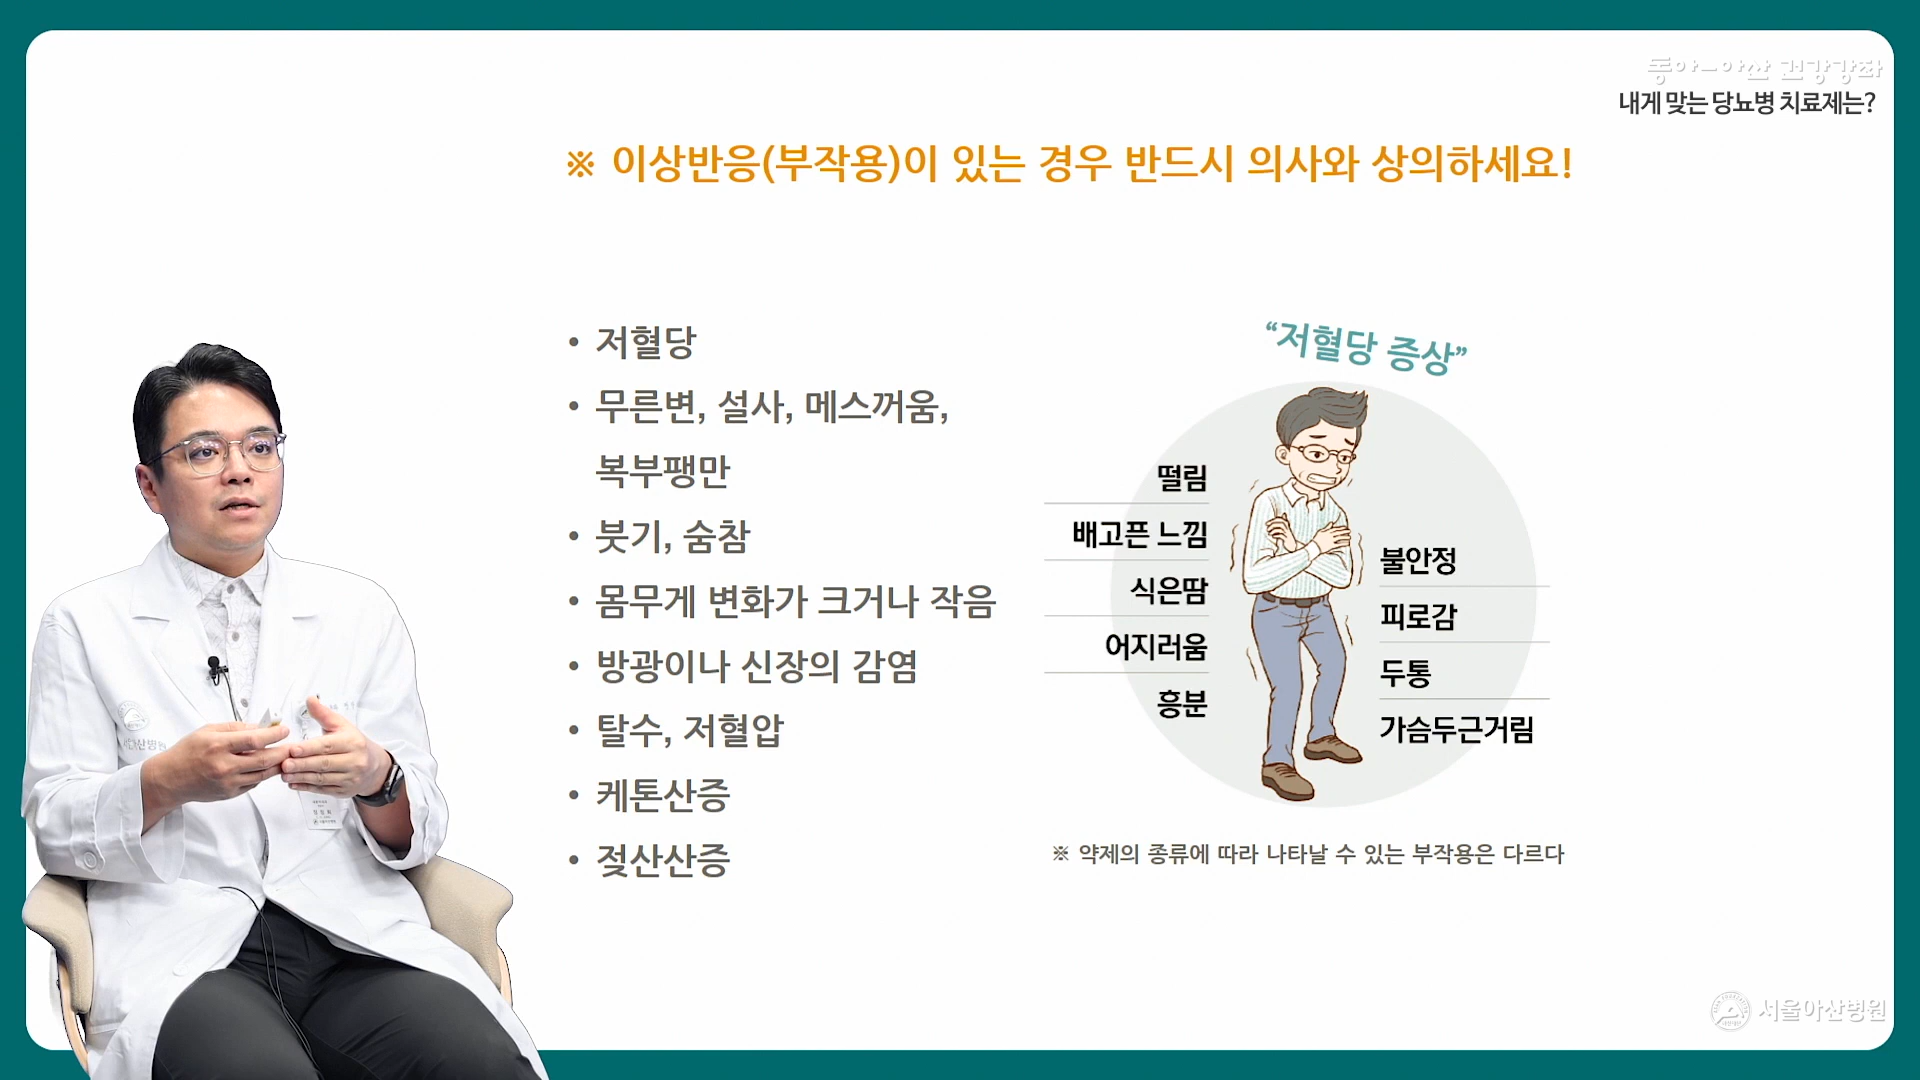 동아-아산 건강강좌
내게 맞는 당뇨병 치료제는?
※ 이상반응(부작용)이 있는 경우 반드시 의사와 상의하세요!
• 저혈당
• 무른변, 설사, 메스꺼움,
복부팽만
• 붓기, 숨참
• 몸무게 변화가 크거나 작음
• 방광이나 신장의 감염
• 탈수, 저혈압
• 케톤산증
• 젖산산증
“저혈당 증상”
떨림
배고픈 느낌
식은땀
어지러움
흥분
불안정
피로감
두통
가슴두근거림
※ 약제의 종류에 따라 나타날 수 있는 부작용은 다르다
서울아산병원